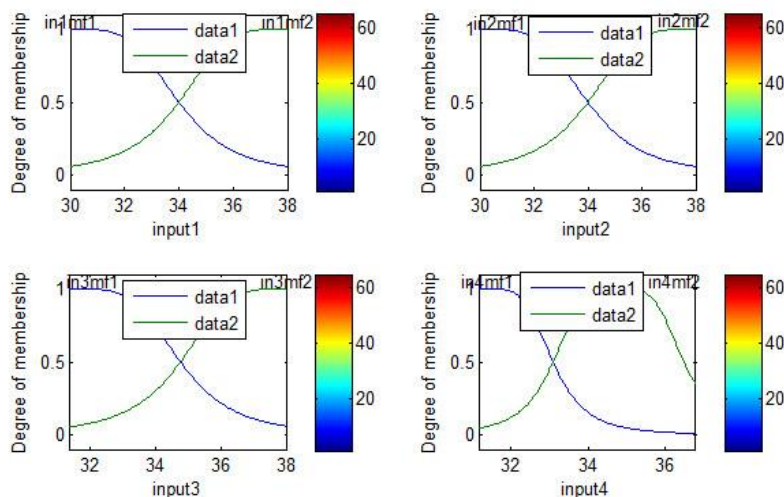 in1mf1 in1mf2
data1
data2
Degree of membership
1
0.5
0
30 32 34 36 38
input1
60
40
20
in2mf1 in2mf2
data1
data2
Degree of membership
1
0.5
0
30 32 34 36 38
input2
60
40
20
in3mf1 in3mf2
data1
data2
Degree of membership
1
0.5
0
32 34 36 38
input3
60
40
20
in4mf1 in4mf2
data1
data2
Degree of membership
1
0.5
0
32 34 36
input4
60
40
20